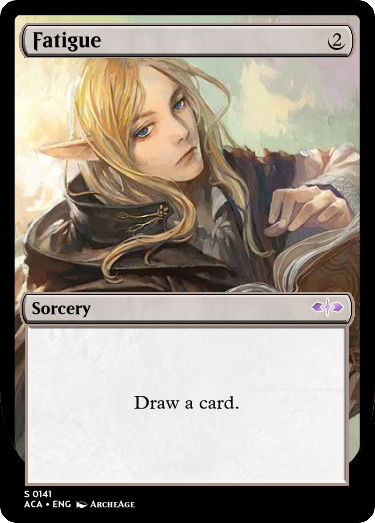 Fatigue 2
Sorcery
Draw a card.
S 0141
ACA • ENG ArcheAge